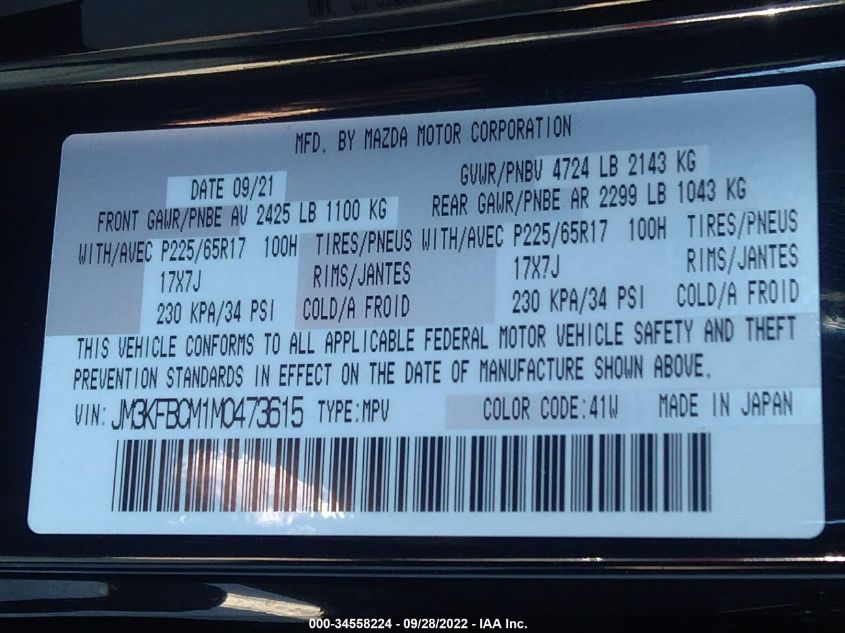 MFD. BY MAZDA MOTOR CORPORATION
DATE 09/21 GVWR/PNBV 4724 LB 2143 KG
FRONT GAWR/PNBE AV 2425 LB 1100 KG REAR GAWR/PNBE AR 2299 LB 1043 KG
WITH/AVEC P225/65R17 100H TIRES/PNEUS WITH/AVEC P225/65R17 100H TIRES/PNEUS
17X7J RIMS/JANTES 17X7J RIMS/JANTES
230 KPA/34 PSI COLD/A FROID 230 KPA/34 PSI COLD/A FROID
THIS VEHICLE CONFORMS TO ALL APPLICABLE FEDERAL MOTOR VEHICLE SAFETY AND THEFT
PREVENTION STANDARDS IN EFFECT ON THE DATE OF MANUFACTURE SHOWN ABOVE.
VIN: JM3KFBCM1M0473615 TYPE:MPV COLOR CODE:41W MADE IN JAPAN
000-34558224 - 09/28/2022 - IAA Inc.